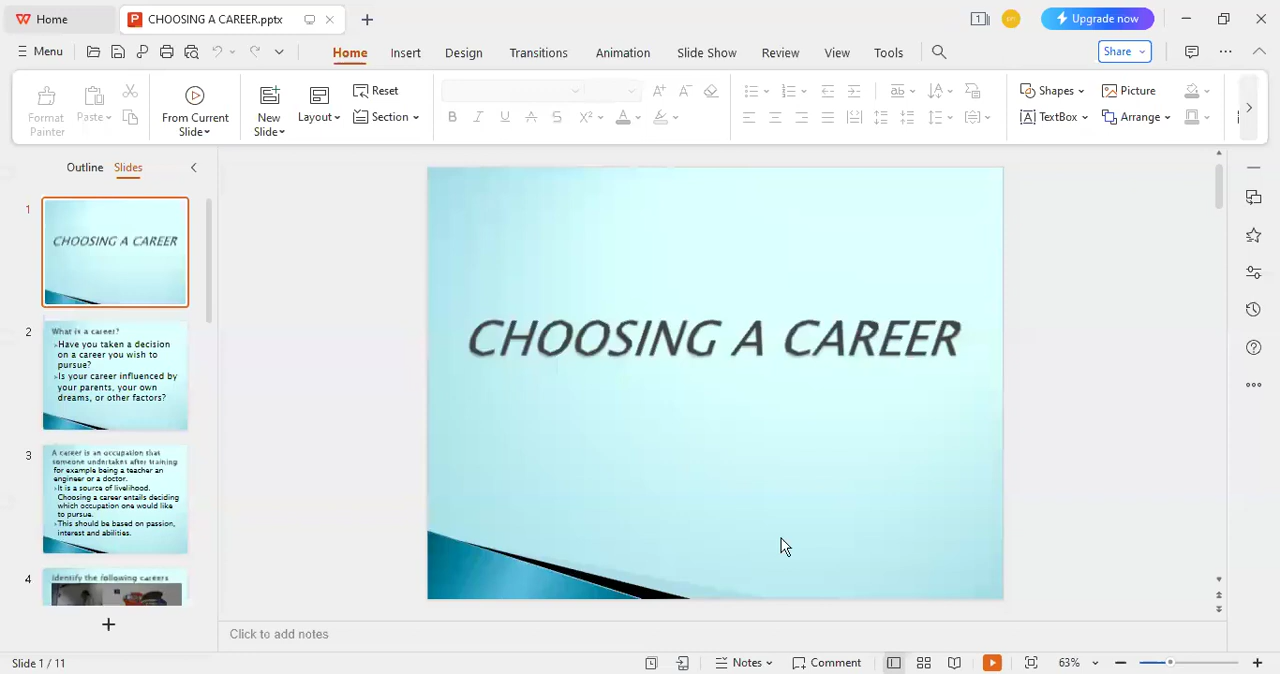 Home
CHOOSING A CAREER.pptx
1
Upgrade now
Menu
Home
Insert
Design
Transitions
Animation
Slide Show
Review
View
Tools
Share
Format
Painter
Paste
From Current
Slide
New
Slide
Layout
Reset
Section
B I U A S X² A
ab
A
Shapes
Picture
TextBox
Arrange
Outline
Slides
1
CHOOSING A CAREER
2
What is a career?
Have you taken a decision
on a career you wish to
pursue?
Is your career influenced by
your parents, your own
dreams, or other factors?
3
A career is an occupation that
someone undertakes after training
for example being a teacher an
engineer or a doctor.
It is a source of livelihood.
Choosing a career entails deciding
which occupation one would like
to pursue.
This should be based on passion,
interest and abilities.
4
Identify the following careers
CHOOSING A CAREER
Click to add notes
Slide 1 / 11
Notes
Comment
63%